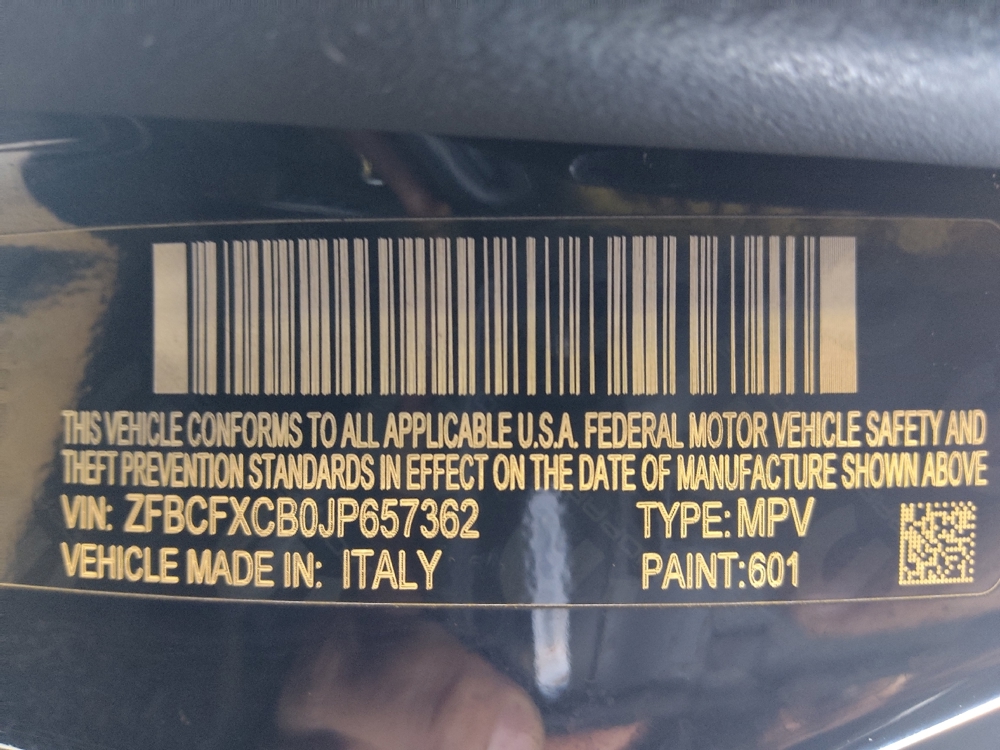 THIS VEHICLE CONFORMS TO ALL APPLICABLE U.S.A. FEDERAL MOTOR VEHICLE SAFETY AND
THEFT PREVENTION STANDARDS IN EFFECT ON THE DATE OF MANUFACTURE SHOWN ABOVE
VIN: ZFBCFXCB0JP657362 TYPE: MPV
VEHICLE MADE IN: ITALY PAINT:601